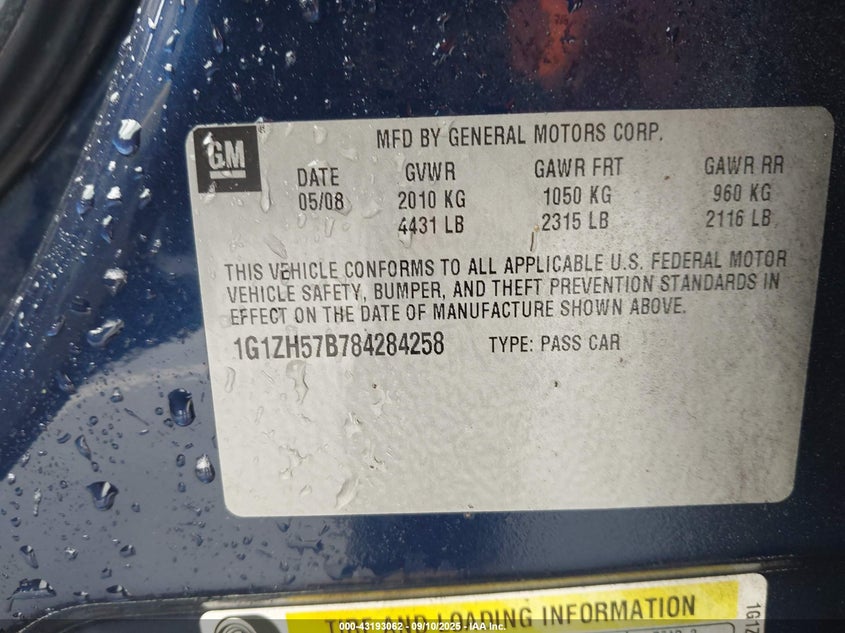 GM
MFD BY GENERAL MOTORS CORP.
DATE GVWR GAWR FRT GAWR RR
05/08 2010 KG 1050 KG 960 KG
4431 LB 2315 LB 2116 LB
THIS VEHICLE CONFORMS TO ALL APPLICABLE U.S. FEDERAL MOTOR
VEHICLE SAFETY, BUMPER, AND THEFT PREVENTION STANDARDS IN
EFFECT ON THE DATE OF MANUFACTURE SHOWN ABOVE.
1G1ZH57B784284258 TYPE: PASS CAR
TIRE AND LOADING INFORMATION
1G1Z
000-43193062 - 09/10/2025 - IAA Inc.